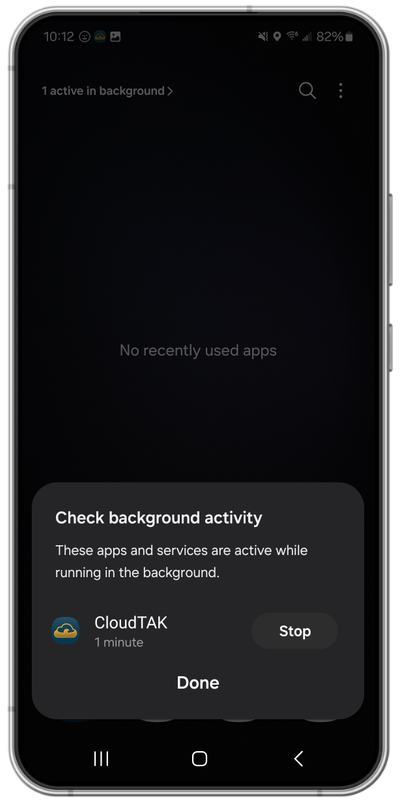 10:12
82%
1 active in background
No recently used apps
Check background activity
These apps and services are active while
running in the background.
CloudTAK
1 minute
Stop
Done